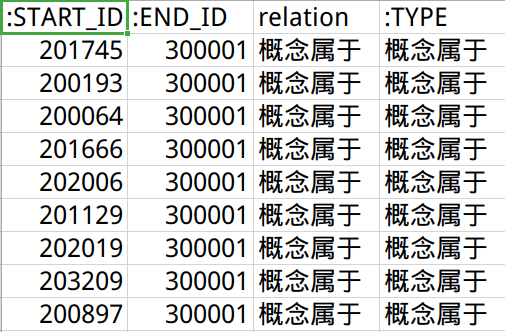 :START_ID :END_ID relation :TYPE
201745 300001 概念属于 概念属于
200193 300001 概念属于 概念属于
200064 300001 概念属于 概念属于
201666 300001 概念属于 概念属于
202006 300001 概念属于 概念属于
201129 300001 概念属于 概念属于
202019 300001 概念属于 概念属于
203209 300001 概念属于 概念属于
200897 300001 概念属于 概念属于